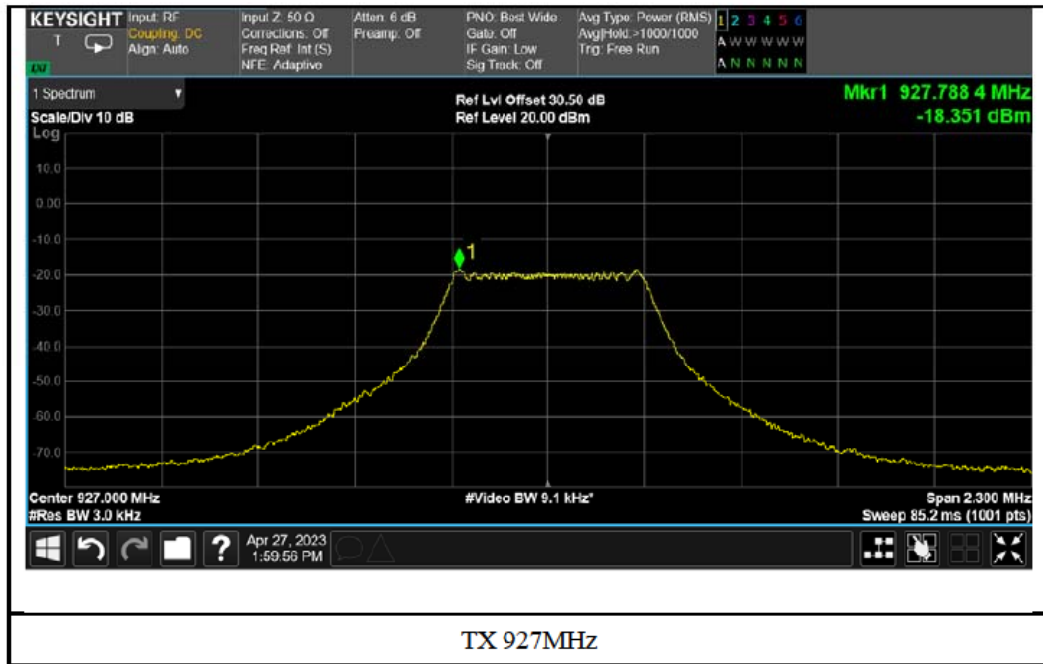 KEYSIGHT Input: RF Input Z: 50 Ω Atten: 6 dB PNO: Best Wide Avg Type: Power (RMS) 1 2 3 4 5 6
T Coupling: DC Corrections: Off Preamp: Off Gate: Off Avg|Hold:>1000/1000 A W W W W W
Align: Auto Freq Ref: Int (S) IF Gain: Low Trig: Free Run
NFE: Adaptive Sig Track: Off A N N N N N
1 Spectrum Ref Lvl Offset 30.50 dB Mkr1 927.788 4 MHz
Scale/Div 10 dB Ref Level 20.00 dBm -18.351 dBm
Log
10.0
0.00
-10.0
1
-20.0
-30.0
-40.0
-50.0
-60.0
-70.0
Center 927.000 MHz #Video BW 9.1 kHz* Span 2.300 MHz
#Res BW 3.0 kHz Sweep 85.2 ms (1001 pts)
? Apr 27, 2023
1:59:56 PM
TX 927MHz